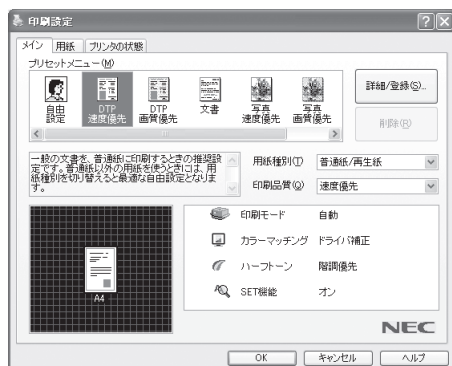 印刷設定
メイン 用紙 プリンタの状態
プリセットメニュー(M)
自由設定
DTP速度優先
DTP画質優先
文書
写真速度優先
写真画質優先
詳細/登録(S)...
削除(R)
一般の文書を、普通紙に印刷するときの推奨設
定です。普通紙以外の用紙を使うときには、用
紙種別を切り替えると最適な自由設定となりま
す。
用紙種別(T) 普通紙/再生紙
印刷品質(Q) 速度優先
印刷モード 自動
カラーマッチング ドライバ補正
ハーフトーン 階調優先
SET機能 オン
A4
NEC
OK キャンセル ヘルプ